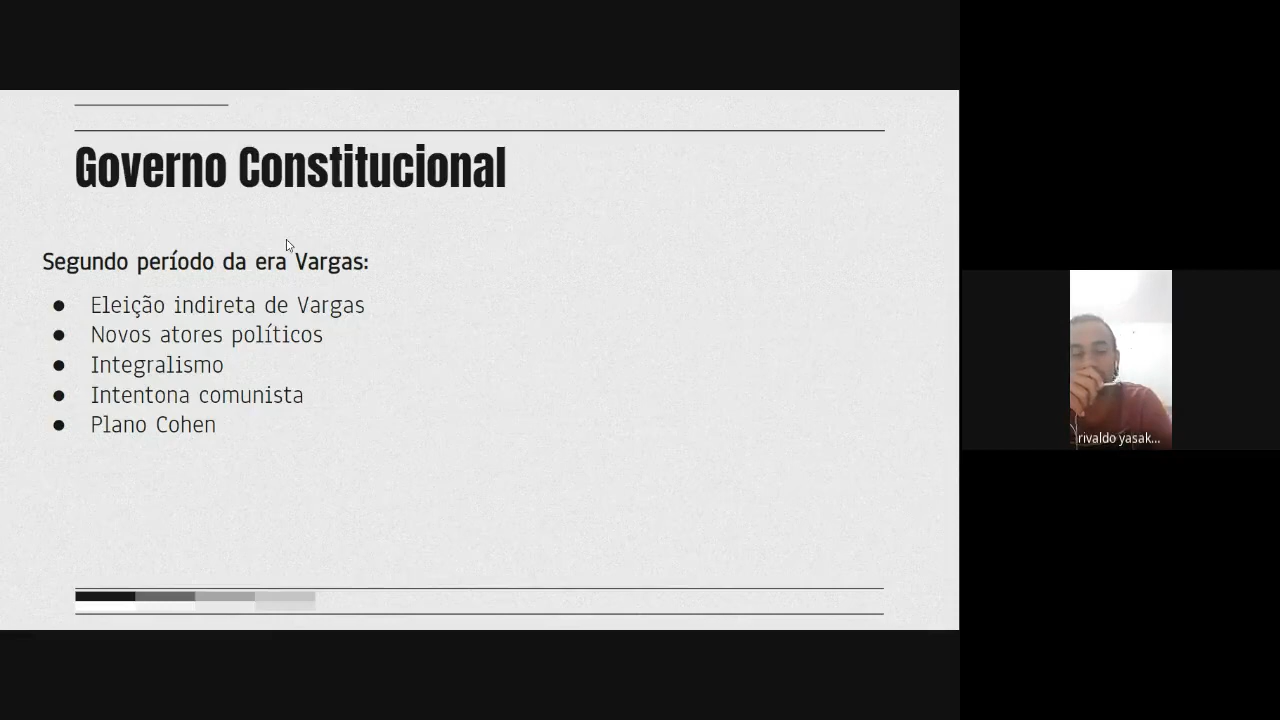 Governo Constitucional
Segundo período da era Vargas:
● Eleição indireta de Vargas
● Novos atores políticos
● Integralismo
● Intentona comunista
● Plano Cohen
rivaldo yasak...